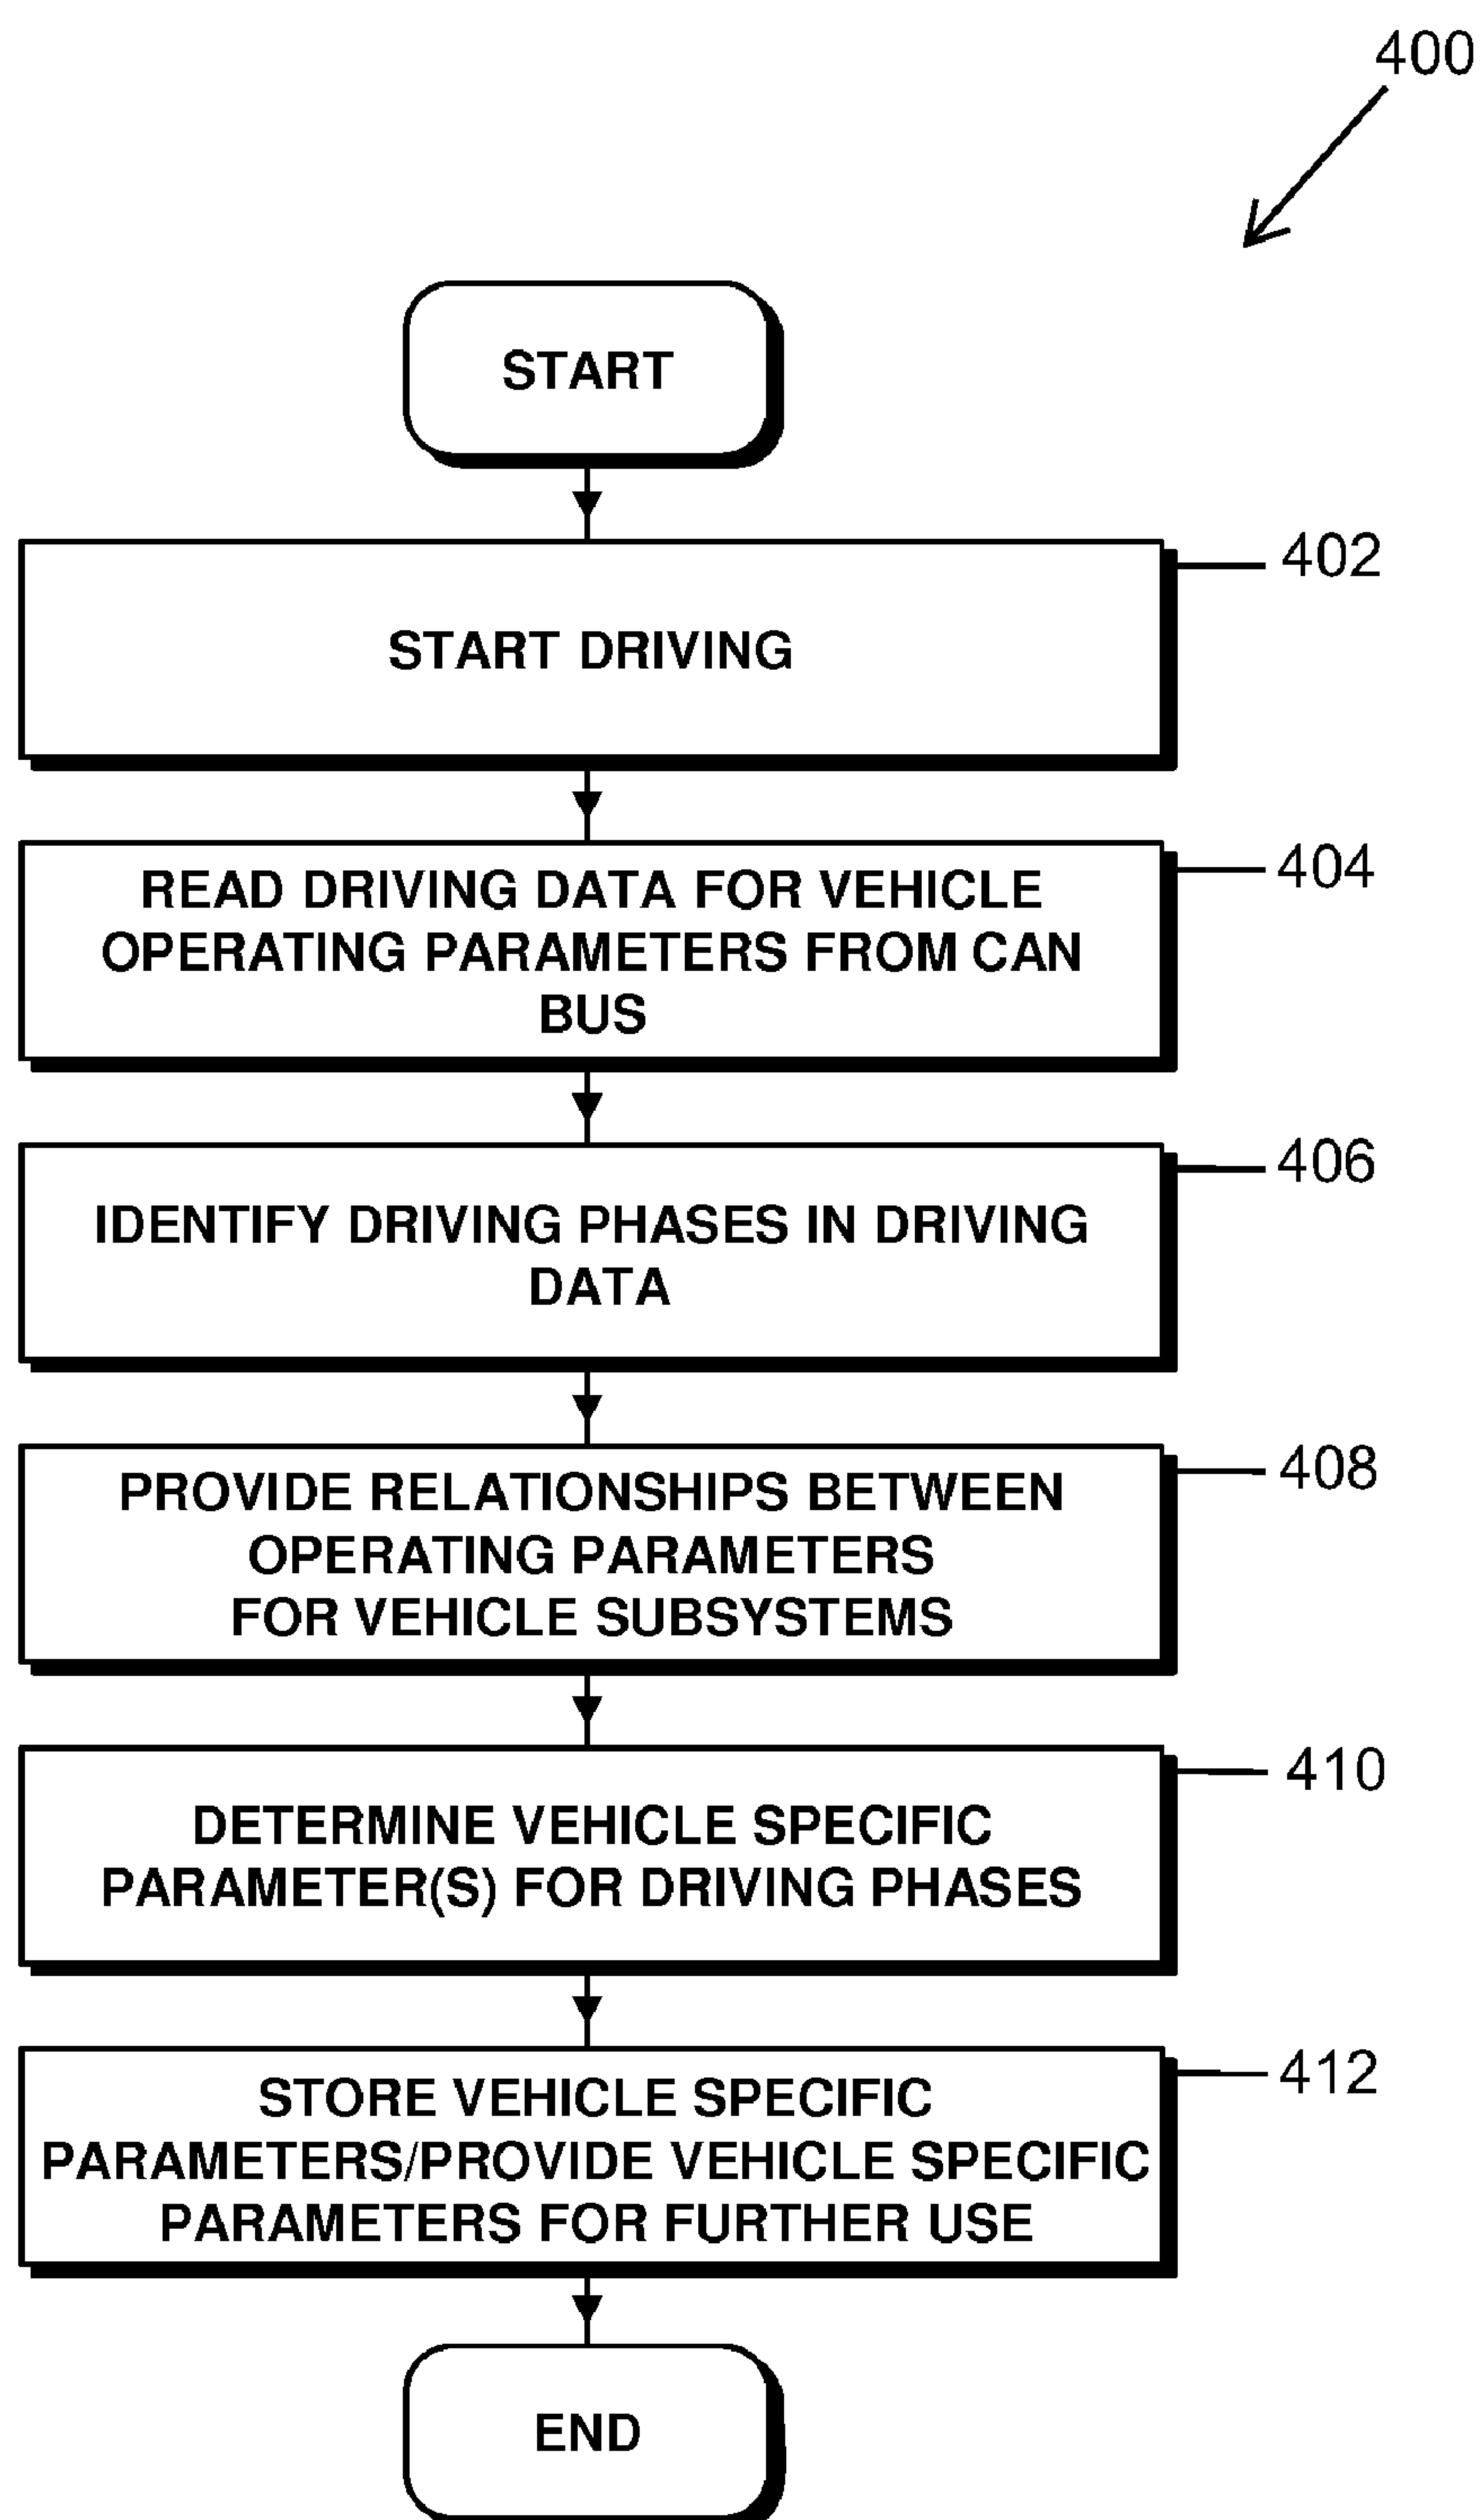 400
START
402
START DRIVING
404
READ DRIVING DATA FOR VEHICLE
OPERATING PARAMETERS FROM CAN
BUS
406
IDENTIFY DRIVING PHASES IN DRIVING
DATA
408
PROVIDE RELATIONSHIPS BETWEEN
OPERATING PARAMETERS
FOR VEHICLE SUBSYSTEMS
410
DETERMINE VEHICLE SPECIFIC
PARAMETER(S) FOR DRIVING PHASES
412
STORE VEHICLE SPECIFIC
PARAMETERS/PROVIDE VEHICLE SPECIFIC
PARAMETERS FOR FURTHER USE
END